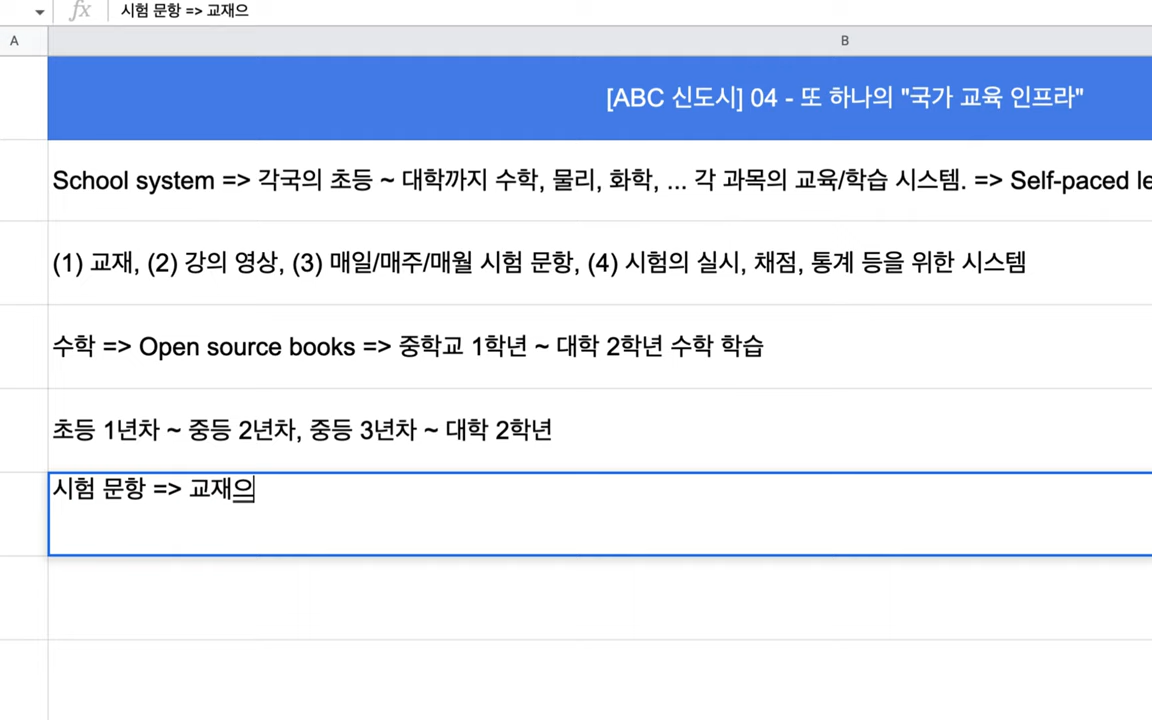 fx 시험 문항 => 교재으
A B
[ABC 신도시] 04 - 또 하나의 "국가 교육 인프라"
School system => 각국의 초등 ~ 대학까지 수학, 물리, 화학, ... 각 과목의 교육/학습 시스템. => Self-paced le
(1) 교재, (2) 강의 영상, (3) 매일/매주/매월 시험 문항, (4) 시험의 실시, 채점, 통계 등을 위한 시스템
수학 => Open source books => 중학교 1학년 ~ 대학 2학년 수학 학습
초등 1년차 ~ 중등 2년차, 중등 3년차 ~ 대학 2학년
시험 문항 => 교재으